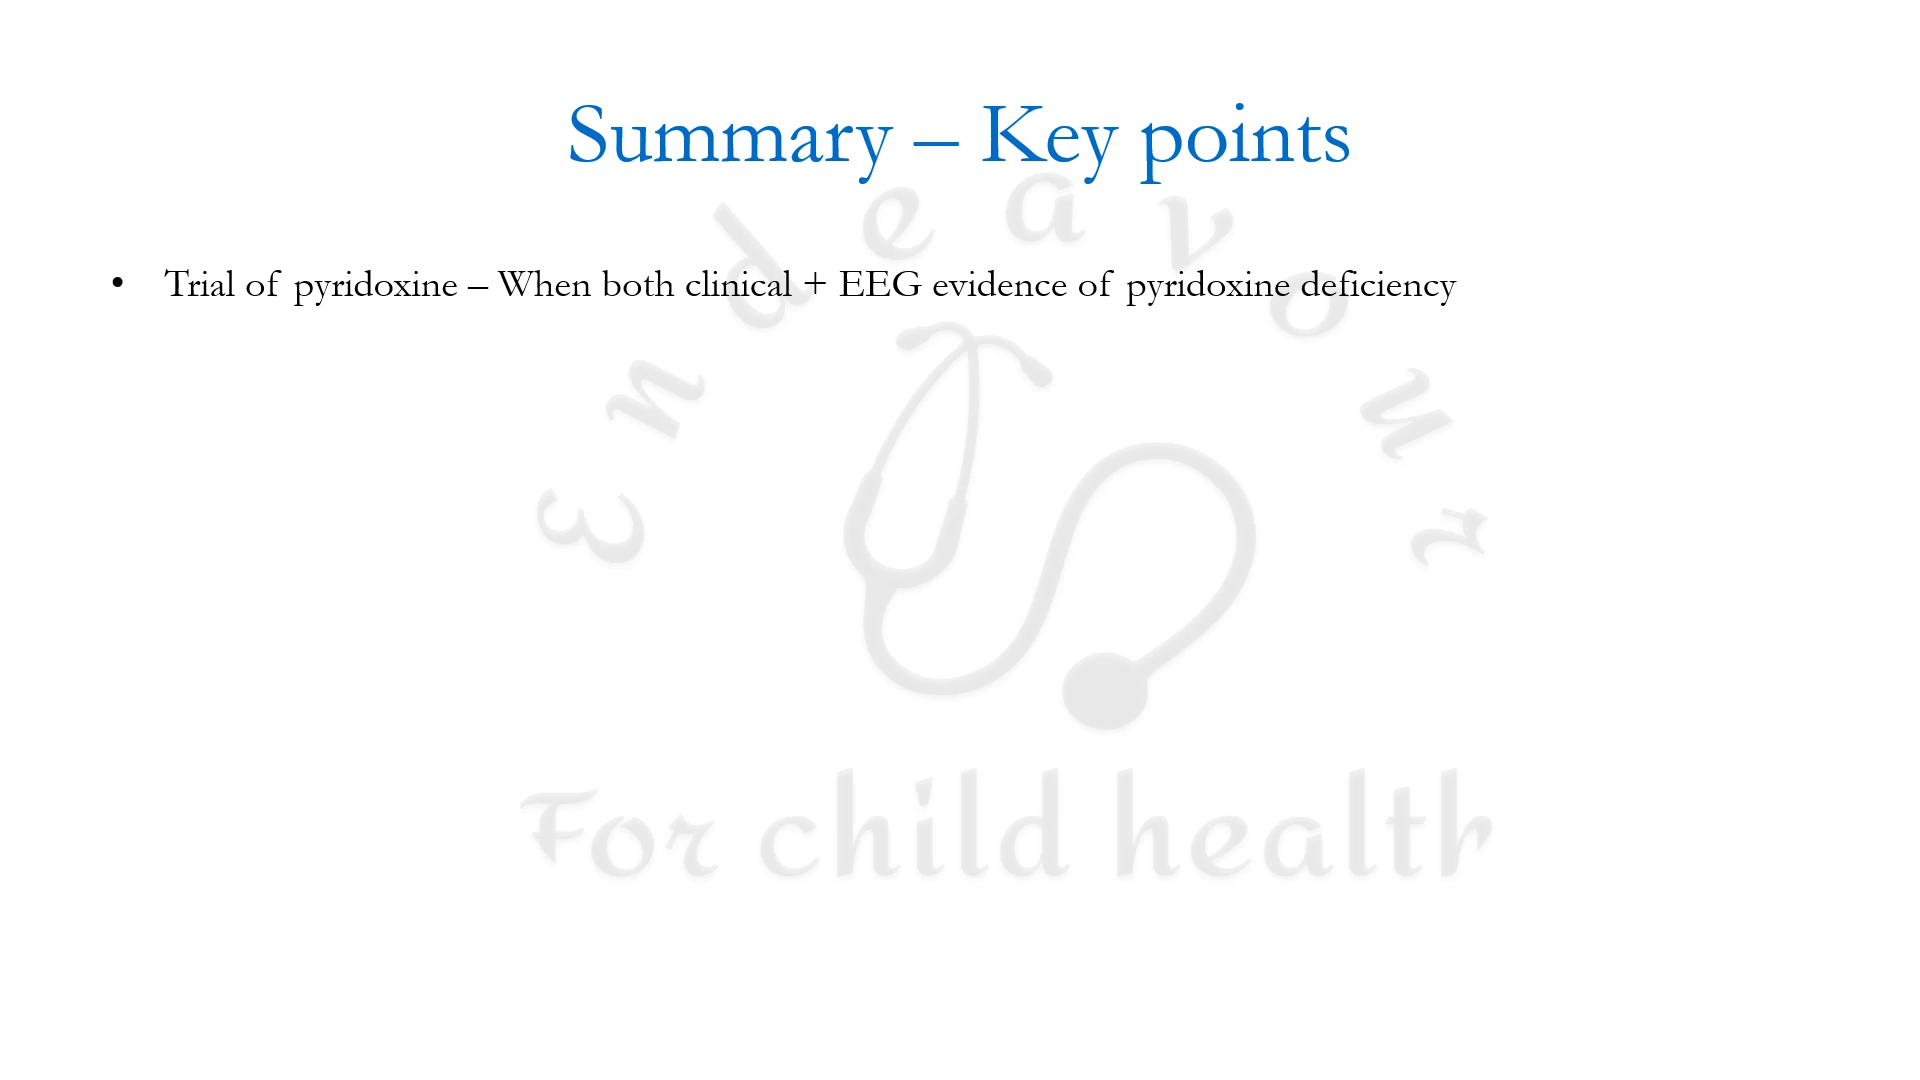 Summary – Key points
Endeavour
• Trial of pyridoxine – When both clinical + EEG evidence of pyridoxine deficiency
For child health